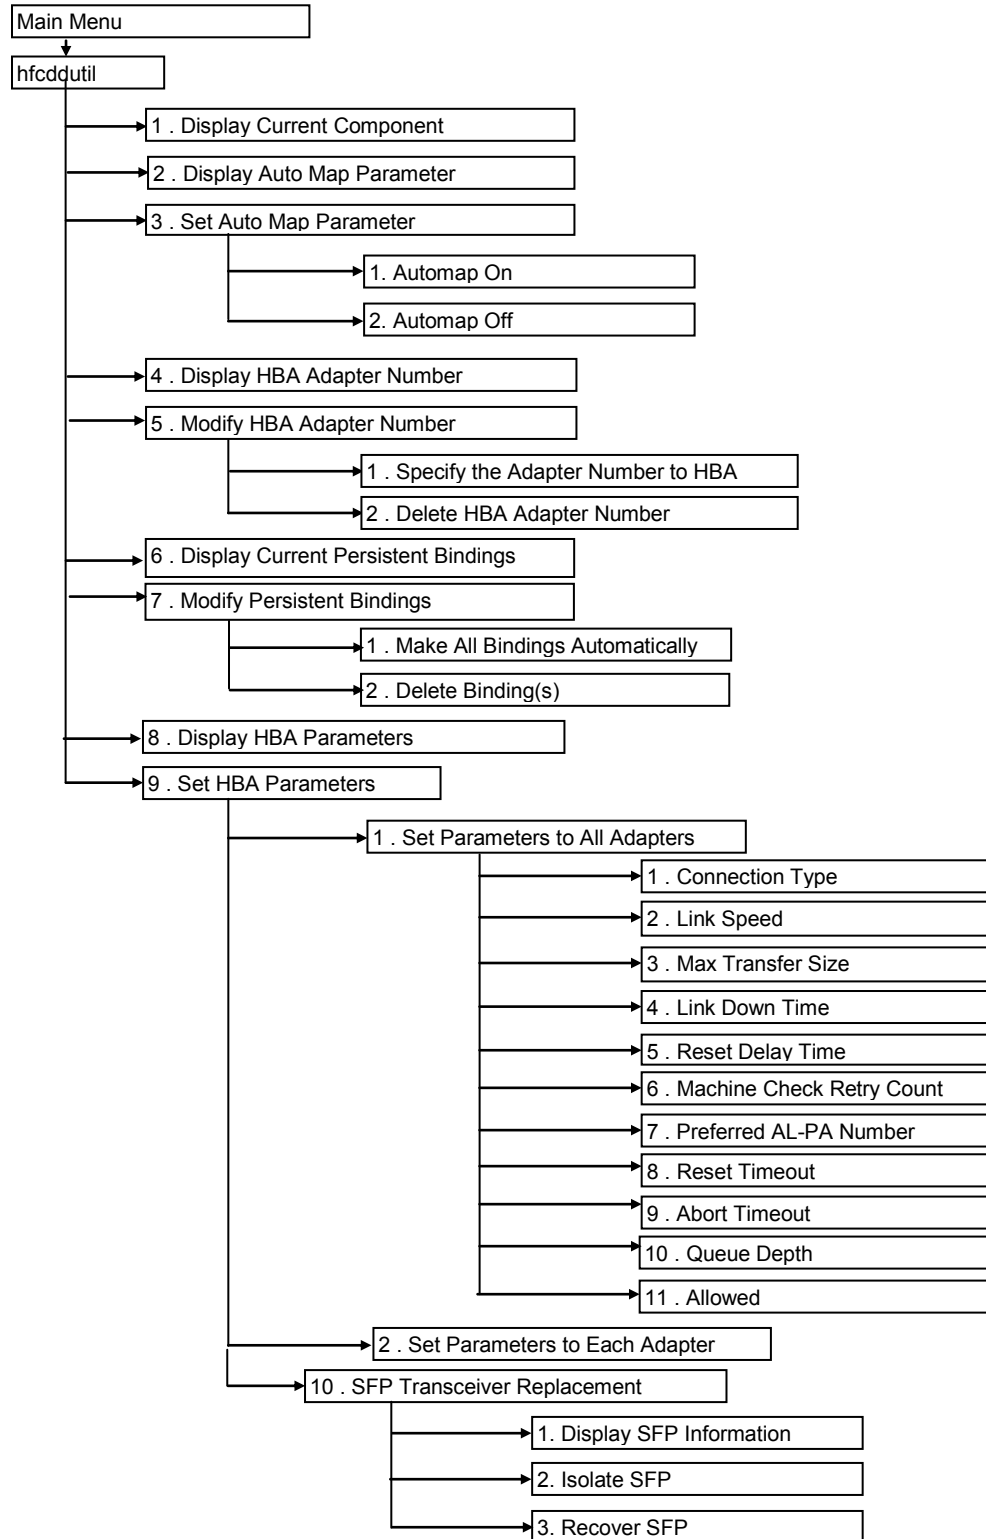 Main Menu
hfcddutil
1 . Display Current Component
2 . Display Auto Map Parameter
3 . Set Auto Map Parameter
1. Automap On
2. Automap Off
4 . Display HBA Adapter Number
5 . Modify HBA Adapter Number
1 . Specify the Adapter Number to HBA
2 . Delete HBA Adapter Number
6 . Display Current Persistent Bindings
7 . Modify Persistent Bindings
1 . Make All Bindings Automatically
2 . Delete Binding(s)
8 . Display HBA Parameters
9 . Set HBA Parameters
1 . Set Parameters to All Adapters
1 . Connection Type
2 . Link Speed
3 . Max Transfer Size
4 . Link Down Time
5 . Reset Delay Time
6 . Machine Check Retry Count
7 . Preferred AL-PA Number
8 . Reset Timeout
9 . Abort Timeout
10 . Queue Depth
11 . Allowed
2 . Set Parameters to Each Adapter
10 . SFP Transceiver Replacement
1. Display SFP Information
2. Isolate SFP
3. Recover SFP